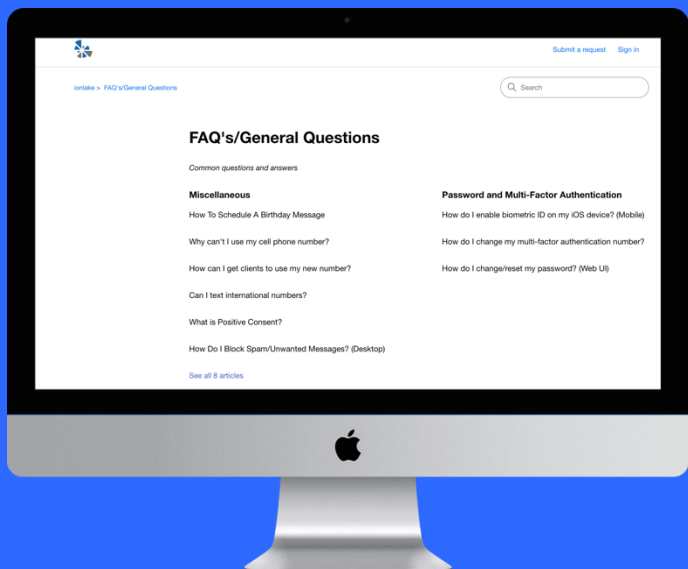 Submit a request Sign in
iontake > FAQ's/General Questions
Search
FAQ's/General Questions
Common questions and answers
Miscellaneous
How To Schedule A Birthday Message
Why can't I use my cell phone number?
How can I get clients to use my new number?
Can I text international numbers?
What is Positive Consent?
How Do I Block Spam/Unwanted Messages? (Desktop)
See all 8 articles
Password and Multi-Factor Authentication
How do I enable biometric ID on my iOS device? (Mobile)
How do I change my multi-factor authentication number?
How do I change/reset my password? (Web UI)